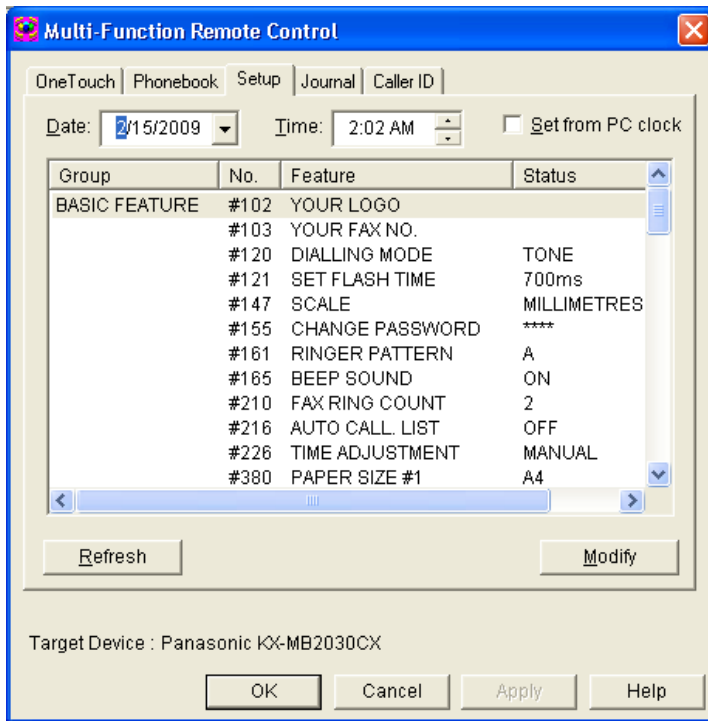 Multi-Function Remote Control
OneTouch Phonebook Setup Journal Caller ID
Date: 2/15/2009 Time: 2:02 AM Set from PC clock
Group No. Feature Status
BASIC FEATURE #102 YOUR LOGO
#103 YOUR FAX NO.
#120 DIALLING MODE TONE
#121 SET FLASH TIME 700ms
#147 SCALE MILLIMETRES
#155 CHANGE PASSWORD ****
#161 RINGER PATTERN A
#165 BEEP SOUND ON
#210 FAX RING COUNT 2
#216 AUTO CALL. LIST OFF
#226 TIME ADJUSTMENT MANUAL
#380 PAPER SIZE #1 A4
Refresh Modify
Target Device : Panasonic KX-MB2030CX
OK Cancel Apply Help